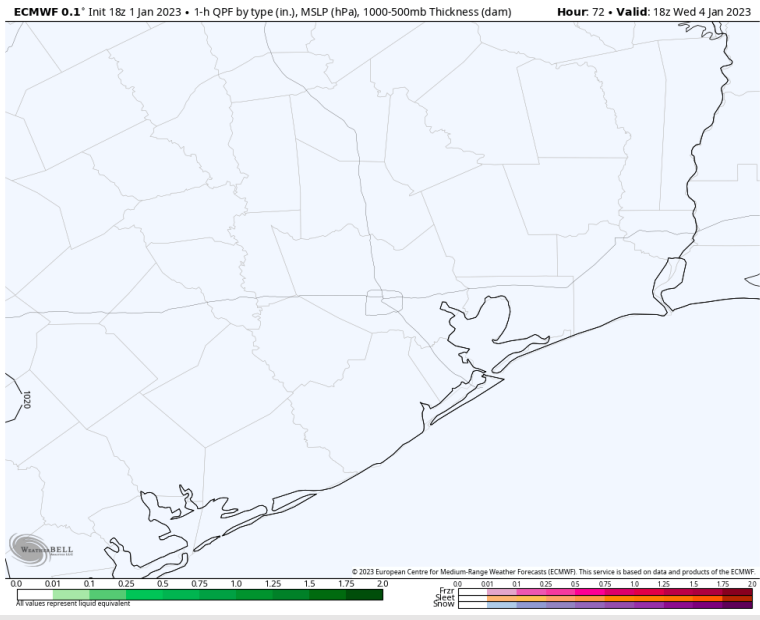 ECMWF 0.1° Init 18z 1 Jan 2023 • 1-h QPF by type (in.), MSLP (hPa), 1000-500mb Thickness (dam) Hour: 72 • Valid: 18z Wed 4 Jan 2023
1020
WEATHERBELL
© 2023 European Centre for Medium-Range Weather Forecasts (ECMWF). This service is based on data and products of the ECMWF.
0.0 0.01 0.1 0.25 0.5 0.75 1.0 1.25 1.5 1.75 2.0
All values represent liquid equivalent
0.0 0.01 0.1 0.25 0.5 0.75 1.0 1.25 1.5 1.75 2.0
Frzr
Sleet
Snow